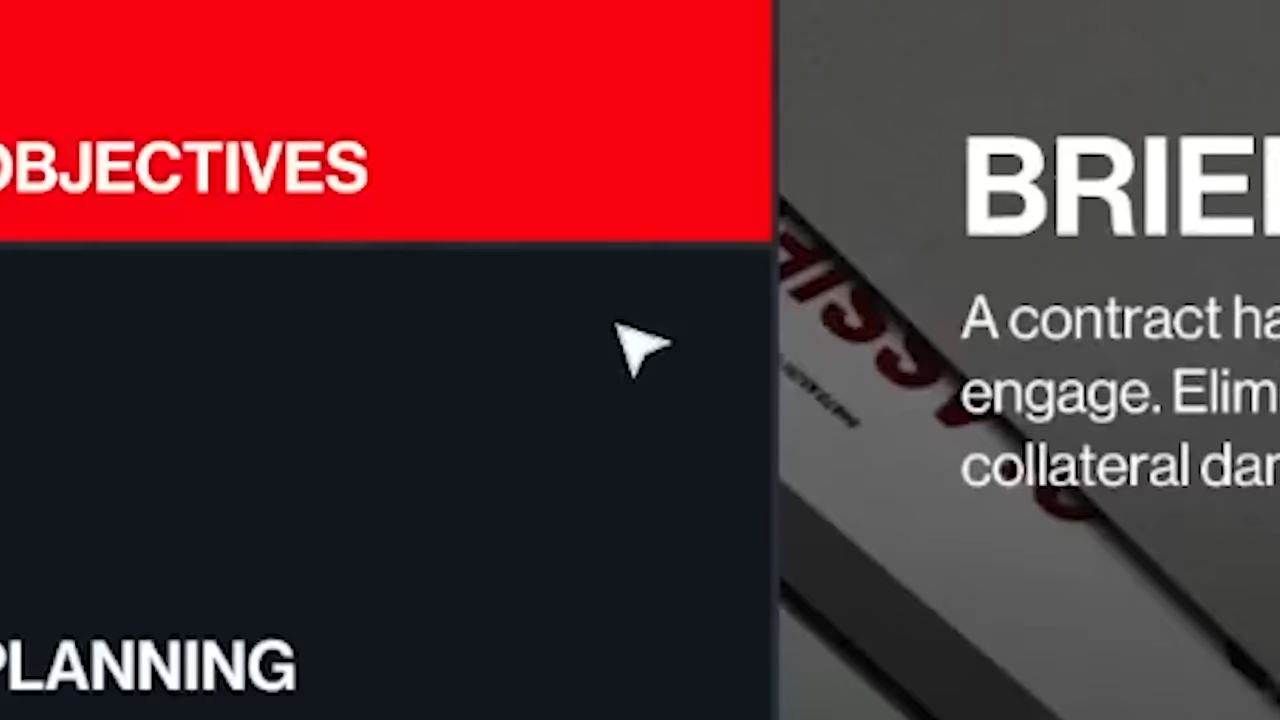 OBJECTIVES
PLANNING
BRIEF
A contract ha
engage. Elim
collateral dar